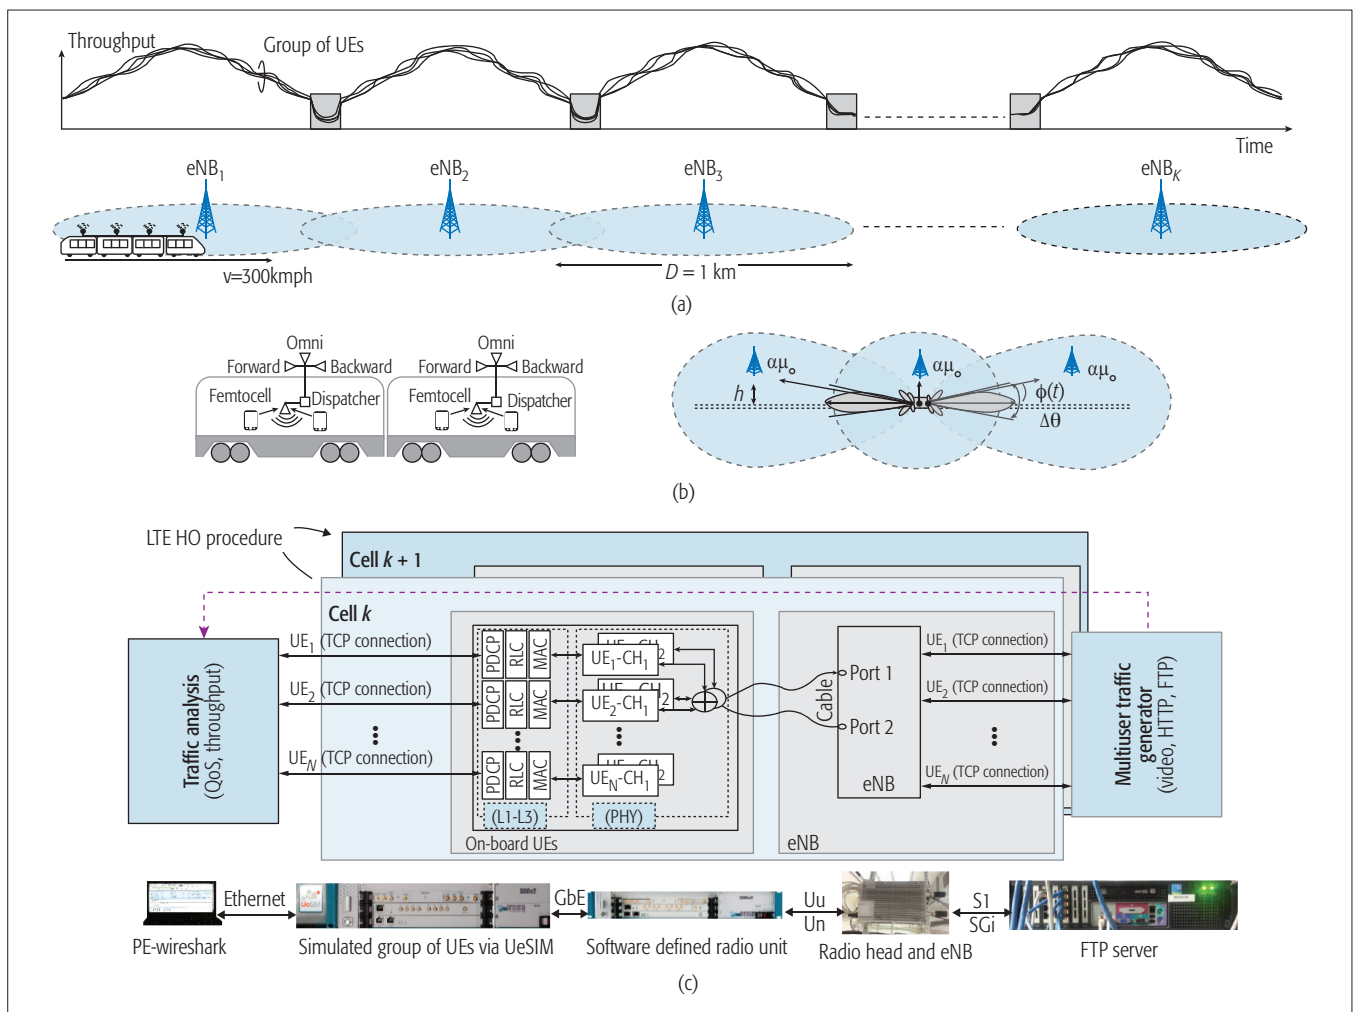 Throughput
Group of UEs
Time
eNB1
eNB2
eNB3
eNBK
v=300kmph
D = 1 km
(a)
Omni
Omni
Forward
Backward
Forward
Backward
Femtocell
Dispatcher
Femtocell
Dispatcher
αμo
αμo
αμo
h
ϕ(t)
Δθ
(b)
LTE HO procedure
Cell k + 1
Cell k
Traffic analysis
(QoS, throughput)
UE1 (TCP connection)
UE2 (TCP connection)
UEN (TCP connection)
PDCP
RLC
MAC
UE1-CH1
PDCP
RLC
MAC
UE2-CH1
PDCP
RLC
MAC
UEN-CH1
(L1-L3)
(PHY)
On-board UEs
Cable
Port 1
Port 2
eNB
eNB
UE1 (TCP connection)
UE2 (TCP connection)
UEN (TCP connection)
Multiuser traffic
generator
(video, HTTP, FTP)
Ethernet
GbE
Uu
Un
S1
SGi
UeSIM
SDRv2
PE-wireshark
Simulated group of UEs via UeSIM
Software defined radio unit
Radio head and eNB
FTP server
(c)